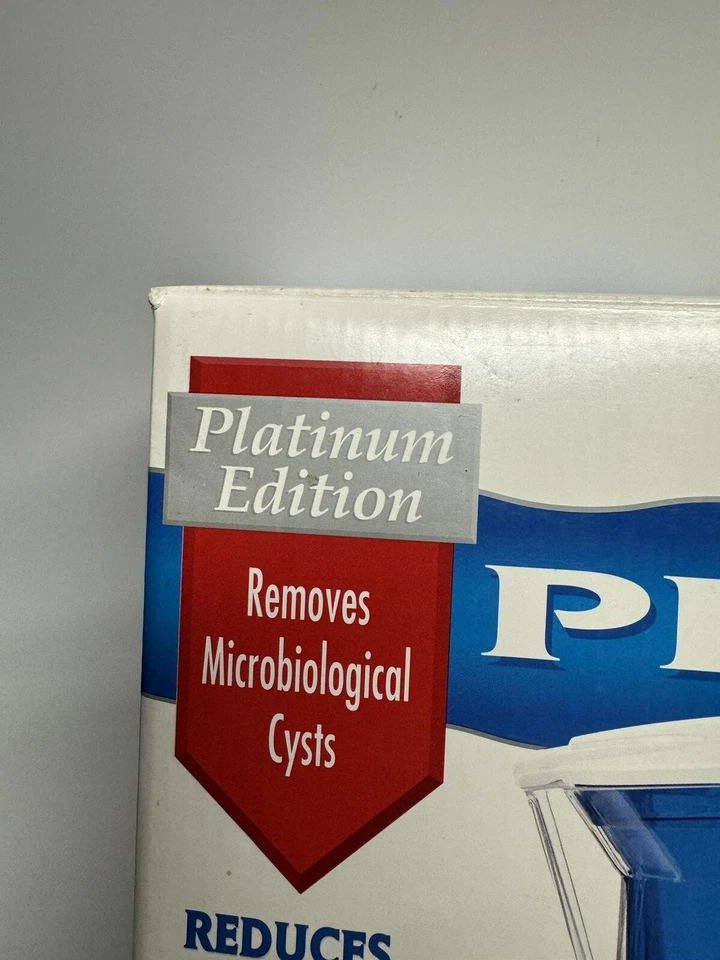 Platinum
Edition
Removes
Microbiological
Cysts
P
REDUCES